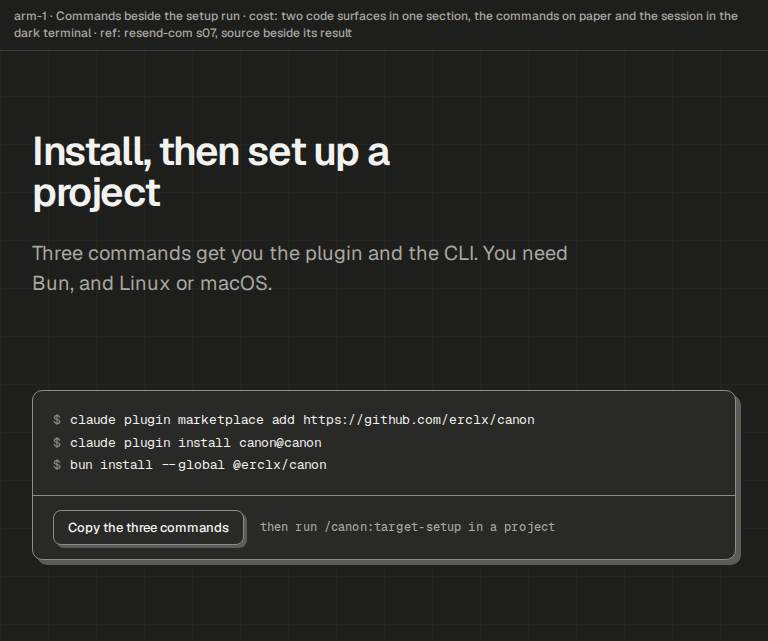 arm-1 · Commands beside the setup run · cost: two code surfaces in one section, the commands on paper and the session in the
dark terminal · ref: resend-com s07, source beside its result
Install, then set up a
project
Three commands get you the plugin and the CLI. You need
Bun, and Linux or macOS.
$ claude plugin marketplace add https://github.com/erclx/canon
$ claude plugin install canon@canon
$ bun install --global @erclx/canon
Copy the three commands then run /canon:target-setup in a project